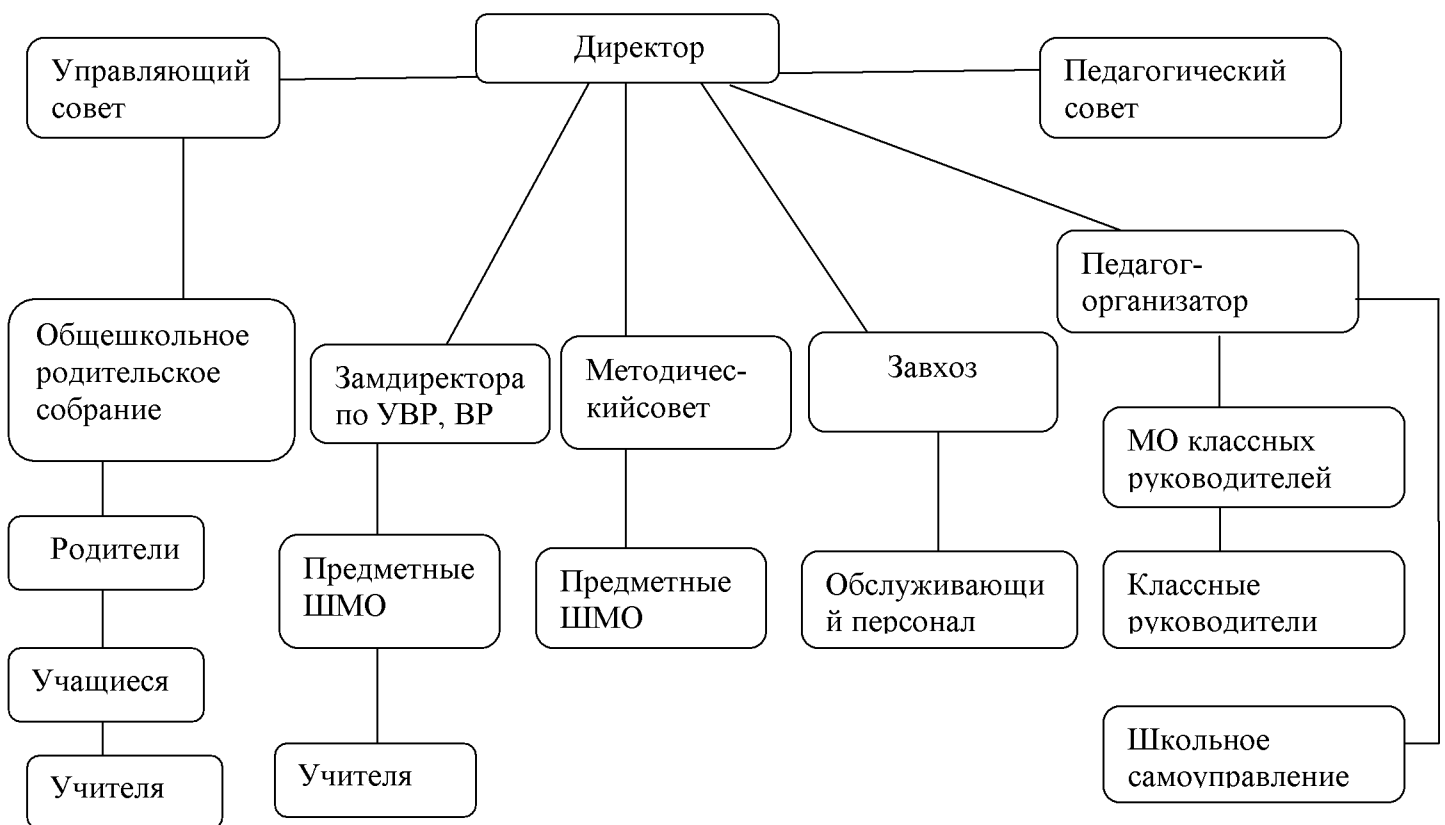 Директор
Управляющий
совет
Педагогический
совет
Педагог-
организатор
Общешкольное
родительское
собрание
Замдиректора
по УВР, ВР
Методичес-
кийсовет
Завхоз
МО классных
руководителей
Родители
Предметные
ШМО
Предметные
ШМО
Обслуживающи
й персонал
Классные
руководители
Учащиеся
Учителя
Учителя
Школьное
самоуправление